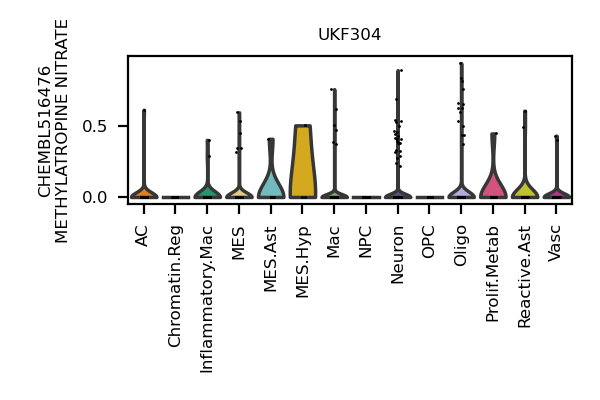 UKF304
CHEMBL516476
METHYLATROPINE NITRATE
0.5
0.0
AC
Chromatin.Reg
Inflammatory.Mac
MES
MES.Ast
MES.Hyp
Mac
NPC
Neuron
OPC
Oligo
Prolif.Metab
Reactive.Ast
Vasc